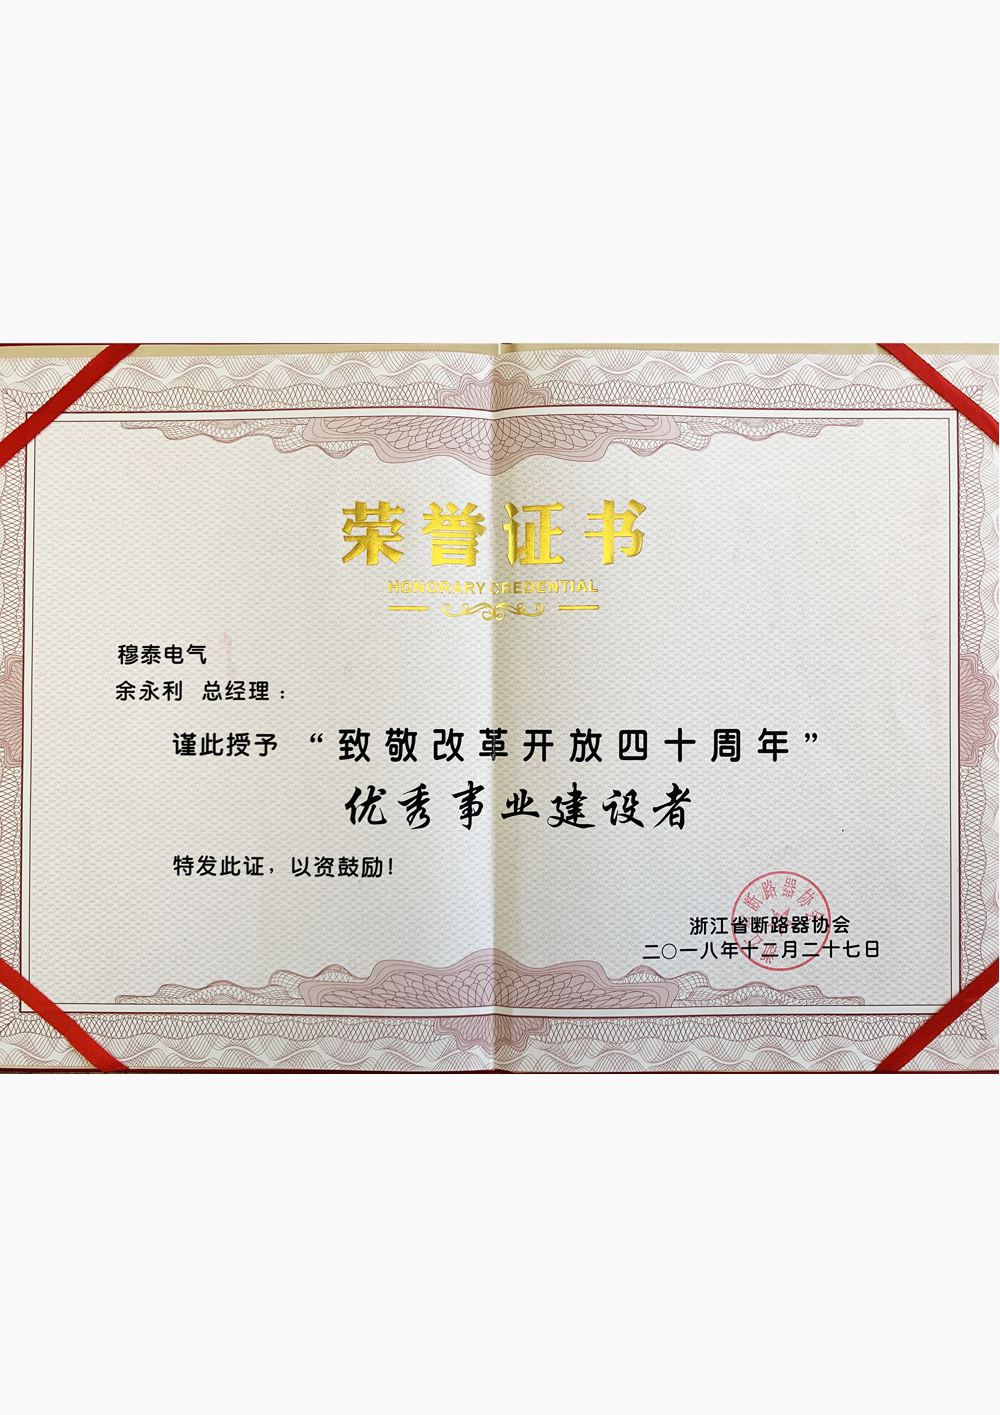 荣誉证书
HONORARY CREDENTIAL
穆泰电气
余永利 总经理：
谨此授予 “致敬改革开放四十周年”
优秀事业建设者
特发此证，以资鼓励！
浙江省断路器协会
二〇一八年十二月二十七日